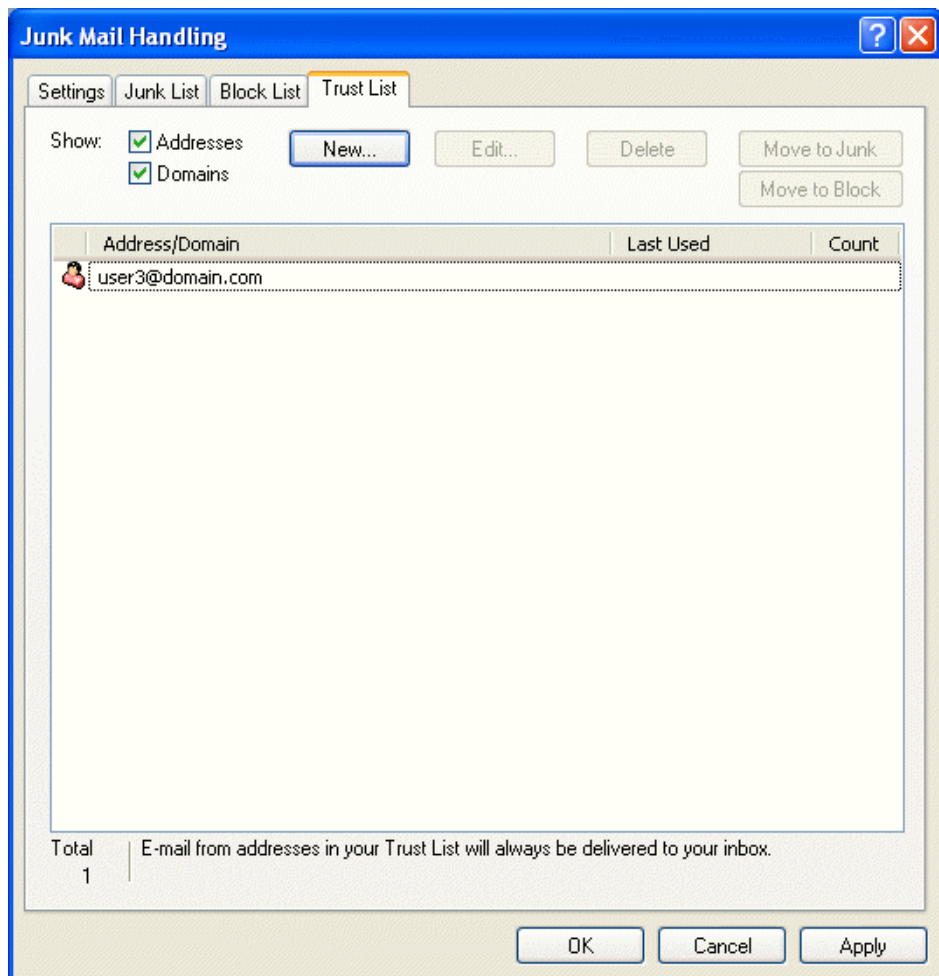 Junk Mail Handling
Settings Junk List Block List Trust List
Show: Addresses New... Edit... Delete Move to Junk
Domains Move to Block
Address/Domain Last Used Count
user3@domain.com
Total E-mail from addresses in your Trust List will always be delivered to your inbox.
1
OK Cancel Apply